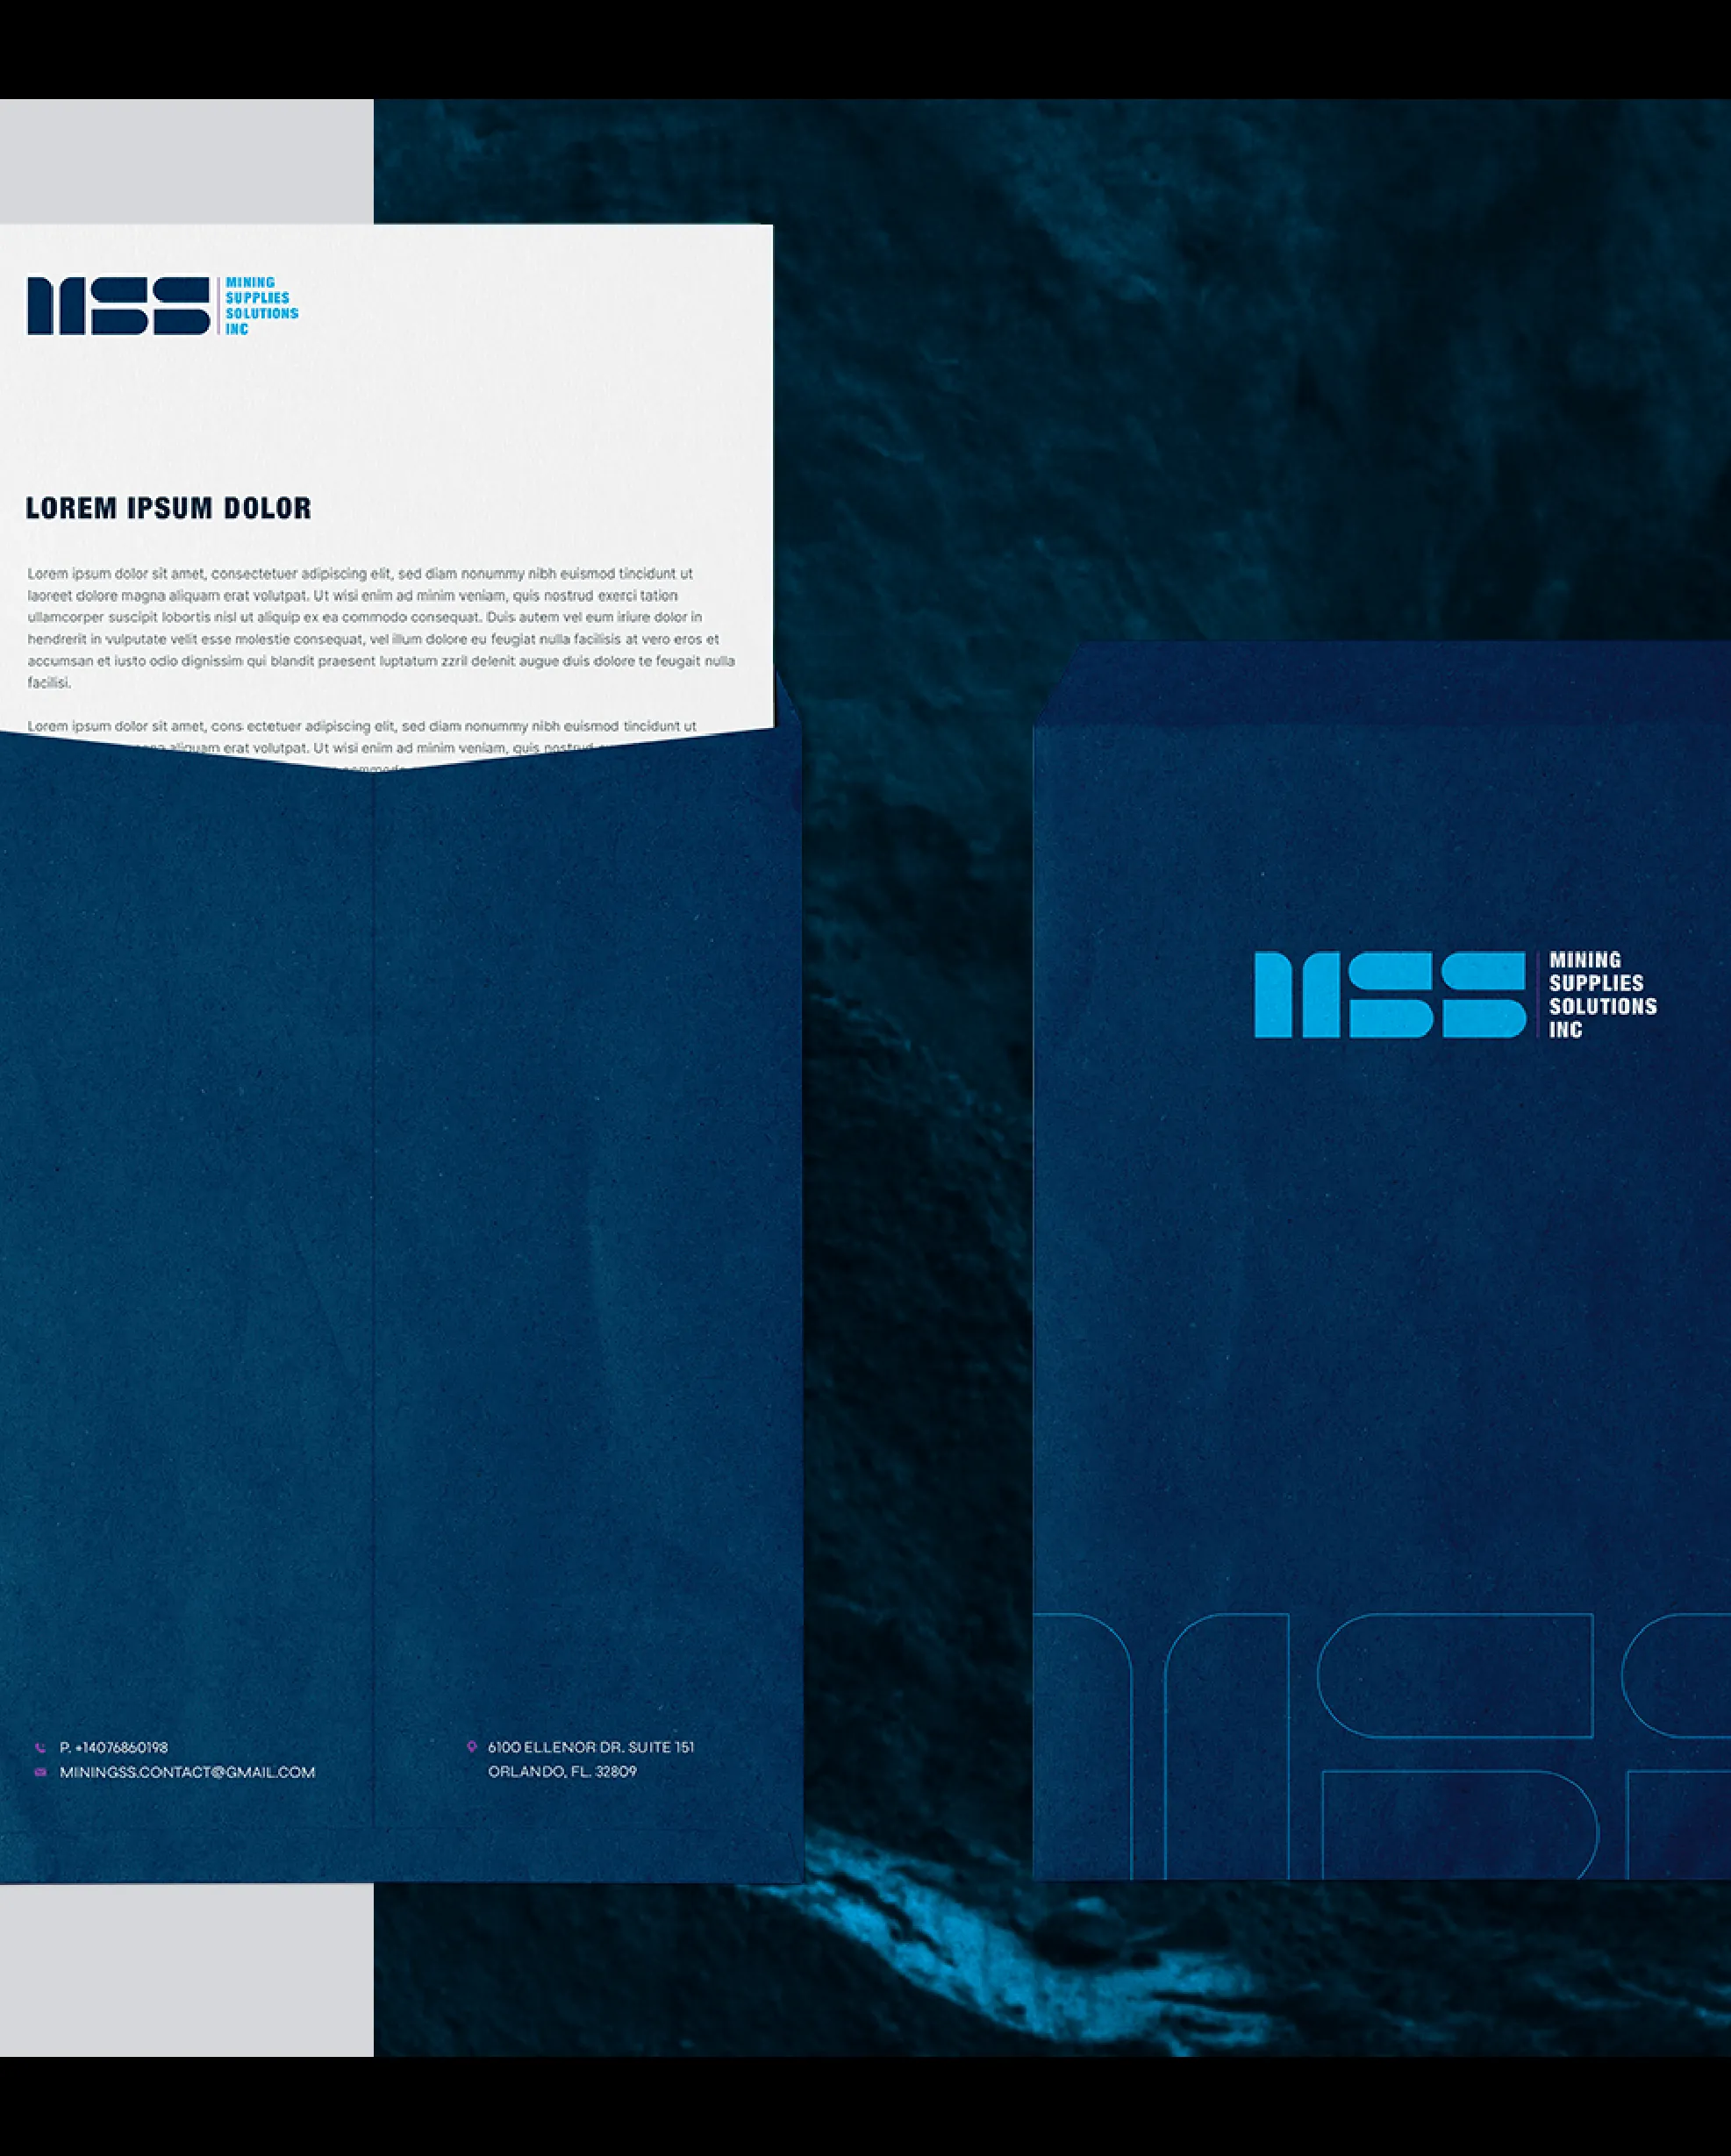 MSS
MINING
SUPPLIES
SOLUTIONS
INC
LOREM IPSUM DOLOR
Lorem ipsum dolor sit amet, consectetuer adipiscing elit, sed diam nonummy nibh euismod tincidunt ut
laoreet dolore magna aliquam erat volutpat. Ut wisi enim ad minim veniam, quis nostrud exerci tation
ullamcorper suscipit lobortis nisl ut aliquip ex ea commodo consequat. Duis autem vel eum iriure dolor in
hendrerit in vulputate velit esse molestie consequat, vel illum dolore eu feugiat nulla facilisis at vero eros et
accumsan et iusto odio dignissim qui blandit praesent luptatum zzril delenit augue duis dolore te feugait nulla
facilisi.
Lorem ipsum dolor sit amet, cons ectetuer adipiscing elit, sed diam nonummy nibh euismod tincidunt ut
aliquam erat volutpat. Ut wisi enim ad minim veniam, quis nostrud
P. +14076860198
MININGSS.CONTACT@GMAIL.COM
6100 ELLENOR DR. SUITE 151
ORLANDO, FL. 32809
MSS
MINING
SUPPLIES
SOLUTIONS
INC